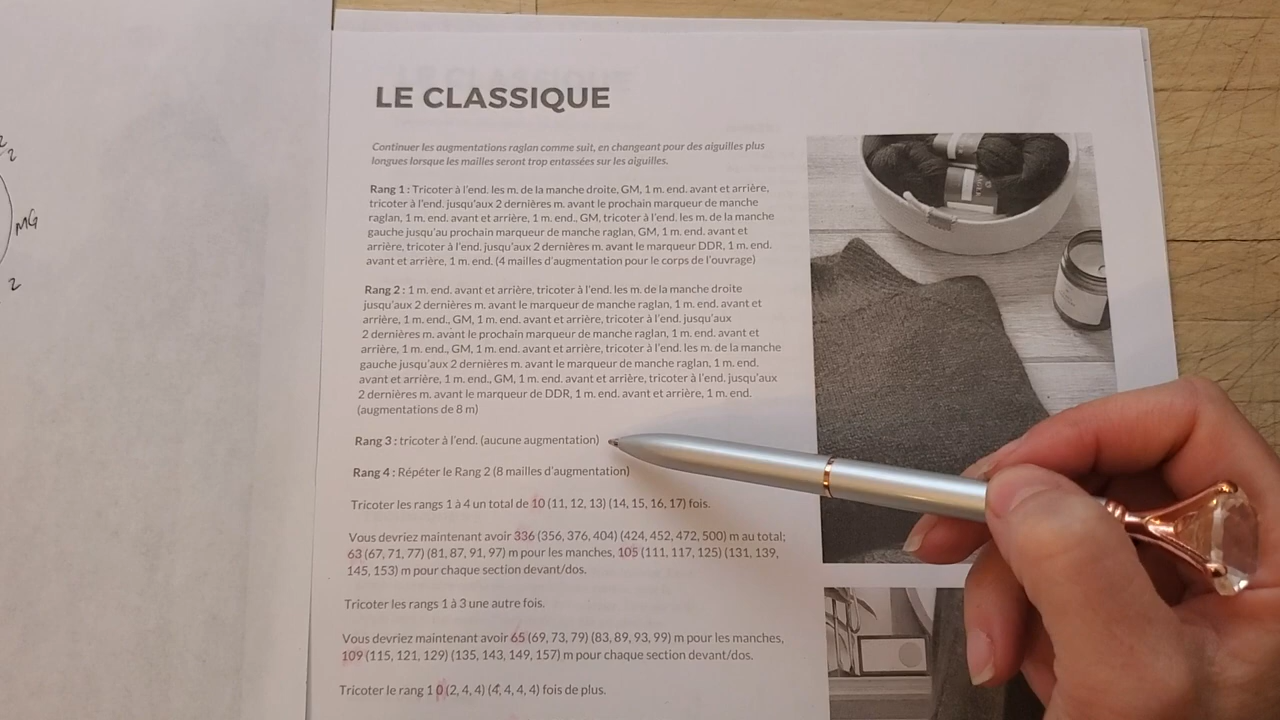 LE CLASSIQUE
Continuer les augmentations raglan comme suit, en changeant pour des aiguilles plus
longues lorsque les mailles seront trop entassées sur les aiguilles.
Rang 1 : Tricoter à l'end. les m. de la manche droite, GM, 1 m. end. avant et arrière,
tricoter à l'end. jusqu'aux 2 dernières m. avant le prochain marqueur de manche
raglan, 1 m. end. avant et arrière, 1 m. end., GM, tricoter à l'end. les m. de la manche
gauche jusqu'au prochain marqueur de manche raglan, GM, 1 m. end. avant et
arrière, tricoter à l'end. jusqu'aux 2 dernières m. avant le marqueur DDR, 1 m. end.
avant et arrière, 1 m. end. (4 mailles d'augmentation pour le corps de l'ouvrage)
Rang 2 : 1 m. end. avant et arrière, tricoter à l'end. les m. de la manche droite
jusqu'aux 2 dernières m. avant le marqueur de manche raglan, 1 m. end. avant et
arrière, 1 m. end., GM, 1 m. end. avant et arrière, tricoter à l'end. jusqu'aux
2 dernières m. avant le prochain marqueur de manche raglan, 1 m. end. avant et
arrière, 1 m. end., GM, 1 m. end. avant et arrière, tricoter à l'end. les m. de la manche
gauche jusqu'aux 2 dernières m. avant le marqueur de manche raglan, 1 m. end.
avant et arrière, 1 m. end., GM, 1 m. end. avant et arrière, tricoter à l'end. jusqu'aux
2 dernières m. avant le marqueur de DDR, 1 m. end. avant et arrière, 1 m. end.
(augmentations de 8 m)
Rang 3 : tricoter à l'end. (aucune augmentation)
Rang 4 : Répéter le Rang 2 (8 mailles d'augmentation)
Tricoter les rangs 1 à 4 un total de 10 (11, 12, 13) (14, 15, 16, 17) fois.
Vous devriez maintenant avoir 336 (356, 376, 404) (424, 452, 472, 500) m au total;
63 (67, 71, 77) (81, 87, 91, 97) m pour les manches, 105 (111, 117, 125) (131, 139,
145, 153) m pour chaque section devant/dos.
Tricoter les rangs 1 à 3 une autre fois.
Vous devriez maintenant avoir 65 (69, 73, 79) (83, 89, 93, 99) m pour les manches,
109 (115, 121, 129) (135, 143, 149, 157) m pour chaque section devant/dos.
Tricoter le rang 1 0 (2, 4, 4) (4, 4, 4, 4) fois de plus.
2
MG
2